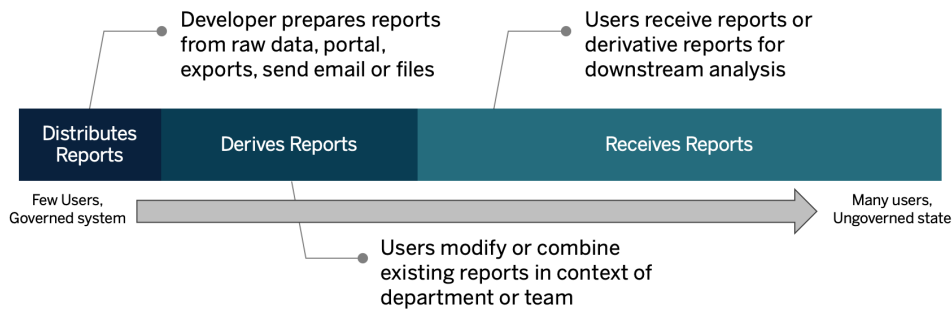 Developer prepares reports
from raw data, portal,
exports, send email or files
Users receive reports or
derivative reports for
downstream analysis
Distributes
Reports
Derives Reports
Receives Reports
Few Users,
Governed system
Many users,
Ungoverned state
Users modify or combine
existing reports in context of
department or team